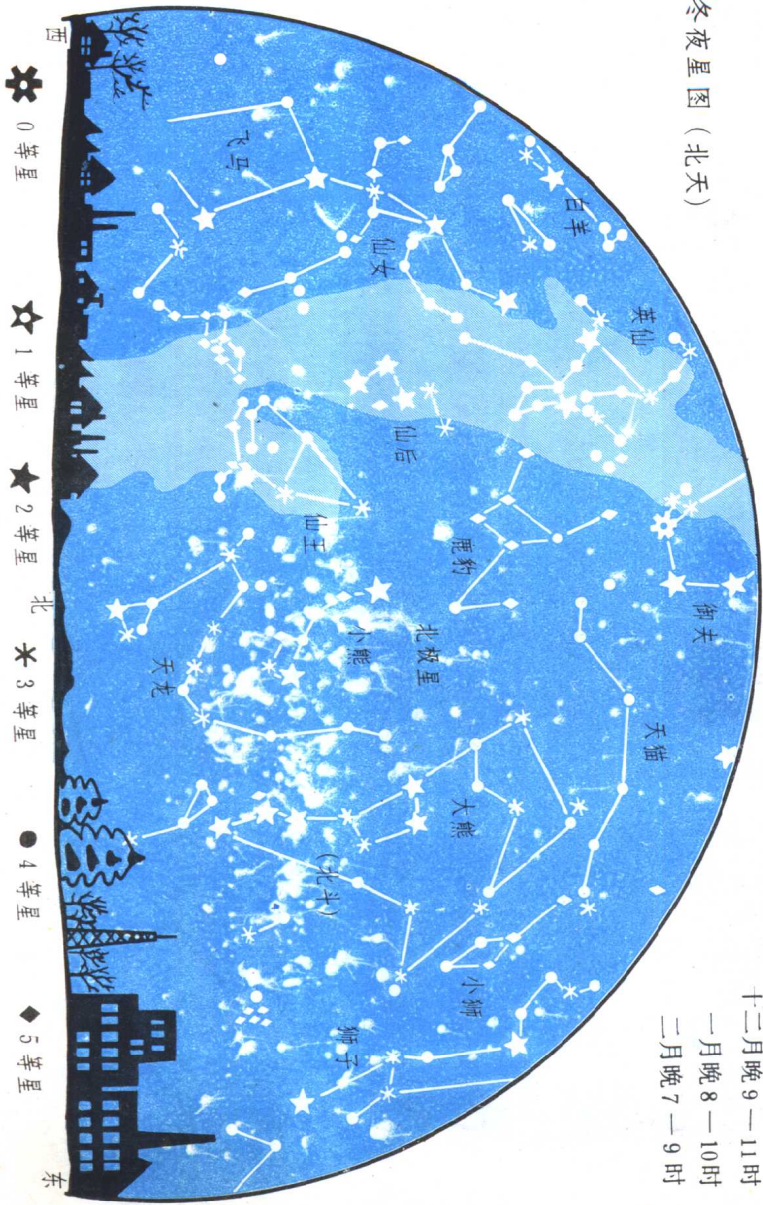 冬夜星图(北天)
十二月晚9—11时
一月晚8—10时
二月晚7—9时
白羊
英仙
御夫
飞马
仙女
仙后
鹿豹
天猫
仙王
北极星
小熊
大熊
天龙
(北斗)
小狮
狮子
西
北
东
0等星
1等星
2等星
3等星
4等星
5等星